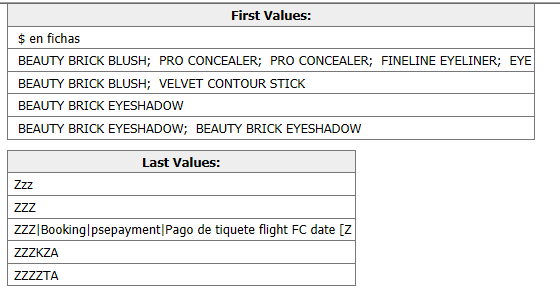 First Values:
$ en fichas
BEAUTY BRICK BLUSH; PRO CONCEALER; PRO CONCEALER; FINELINE EYELINER; EYE
BEAUTY BRICK BLUSH; VELVET CONTOUR STICK
BEAUTY BRICK EYESHADOW
BEAUTY BRICK EYESHADOW; BEAUTY BRICK EYESHADOW
Last Values:
Zzz
ZZZ
ZZZ|Booking|psepayment|Pago de tiquete flight FC date [Z
ZZZKZA
ZZZZTA